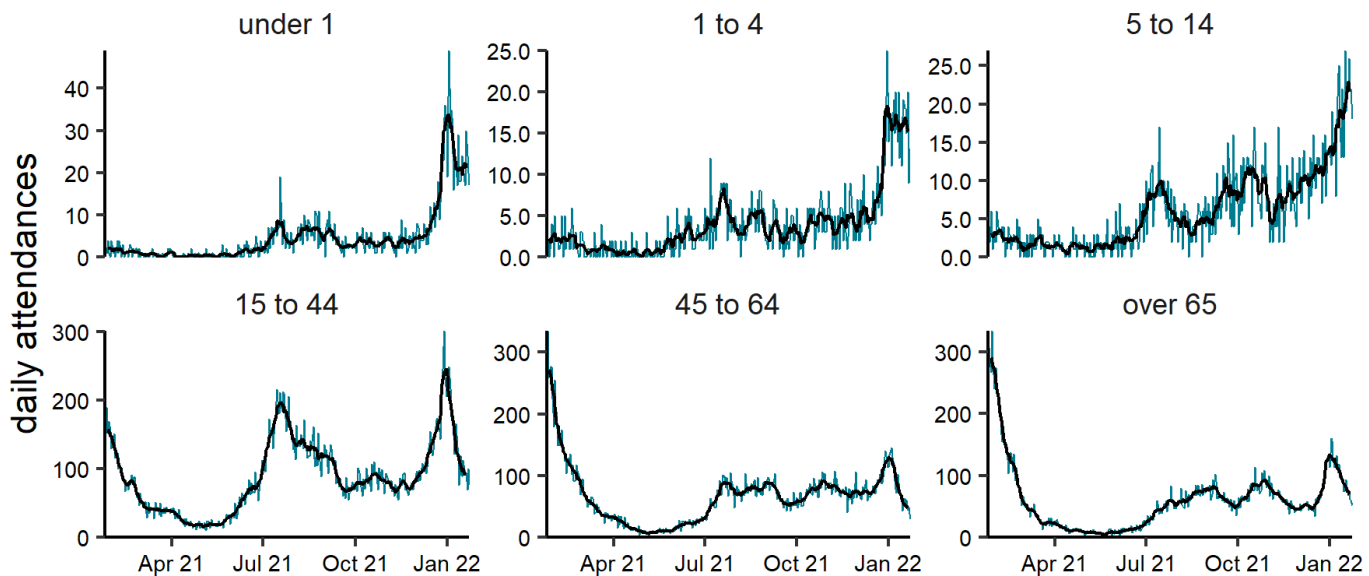 under 1
1 to 4
5 to 14
40
30
20
10
0
25.0
20.0
15.0
10.0
5.0
0.0
25.0
20.0
15.0
10.0
5.0
0.0
daily attendances
15 to 44
45 to 64
over 65
300
200
100
0
300
200
100
0
300
200
100
0
Apr 21 Jul 21 Oct 21 Jan 22
Apr 21 Jul 21 Oct 21 Jan 22
Apr 21 Jul 21 Oct 21 Jan 22